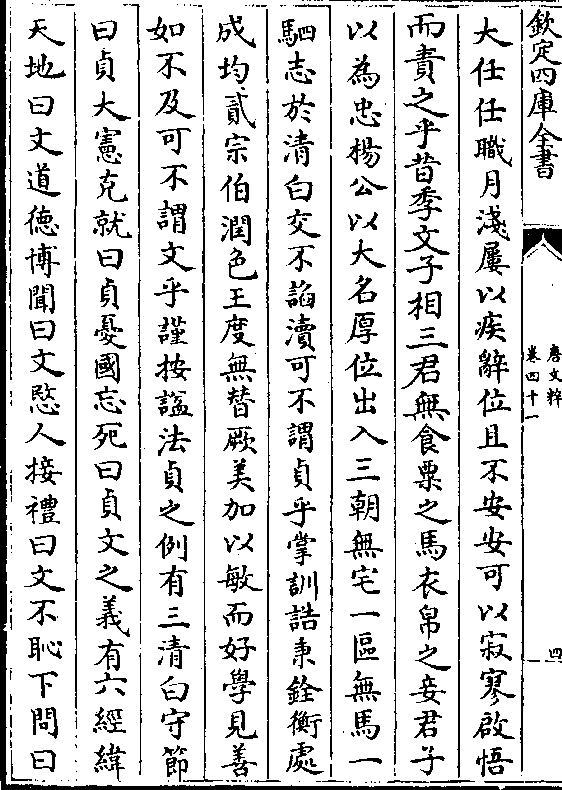 欽定四庫全書
唐文粹
卷四十一
四
大任任職月淺屢以疾辭位且不安安可以寂寥啟悟
而責之乎昔季文子相三君無食粟之馬衣帛之妾君子
以為忠楊公以大名厚位出入三朝無宅一區無馬一
駟志於清白交不謟瀆可不謂貞乎掌訓誥秉銓衡處
成均貳宗伯潤色王度無替厥美加以敏而好學見善
如不及可不謂文乎謹按謚法貞之例有三清白守節
曰貞大憲克就曰貞憂國忘死曰貞文之義有六經緯
天地曰文道德博聞曰文愍人接禮曰文不恥下問曰